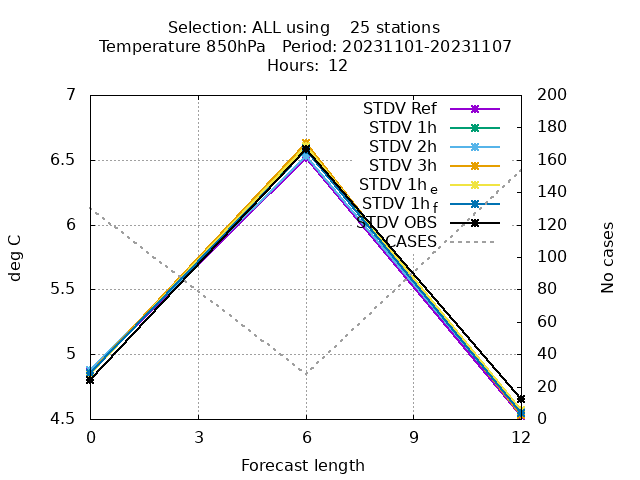 Selection: ALL using    25 stations
Temperature 850hPa   Period: 20231101-20231107
Hours:  12
7
6.5
6
5.5
5
4.5
deg C
200
180
160
140
120
100
80
60
40
20
0
No cases
STDV Ref
STDV 1h
STDV 2h
STDV 3h
STDV 1h e
STDV 1h f
STDV OBS
CASES
0 3 6 9 12
Forecast length